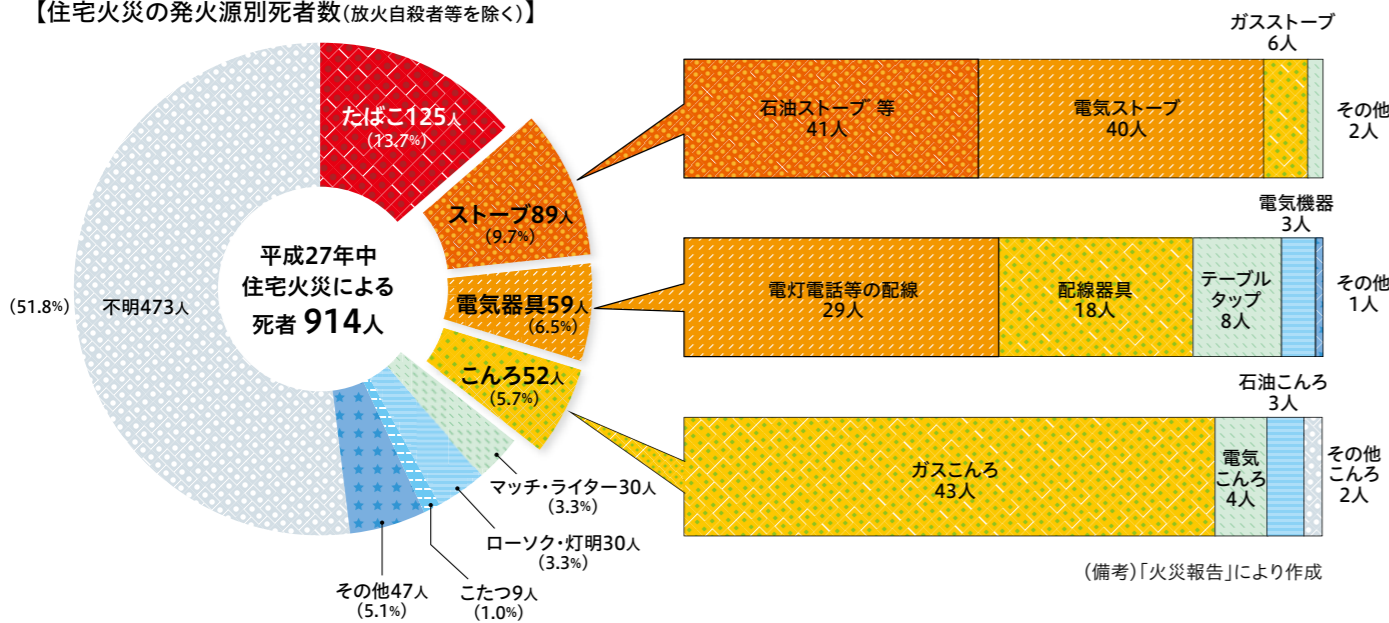 【住宅火災の発火源別死者数(放火自殺者等を除く)】
たばこ125人
(13.7%)
ストーブ89人
(9.7%)
電気器具59人
(6.5%)
こんろ52人
(5.7%)
マッチ・ライター30人
(3.3%)
ローソク・灯明30人
(3.3%)
こたつ9人
(1.0%)
その他47人
(5.1%)
不明473人
(51.8%)
平成27年中
住宅火災による
死者 914人
石油ストーブ 等
41人
電気ストーブ
40人
ガスストーブ
6人
その他
2人
電灯電話等の配線
29人
配線器具
18人
テーブル
タップ
8人
電気機器
3人
その他
1人
ガスこんろ
43人
電気
こんろ
4人
石油こんろ
3人
その他
こんろ
2人
(備考)「火災報告」により作成